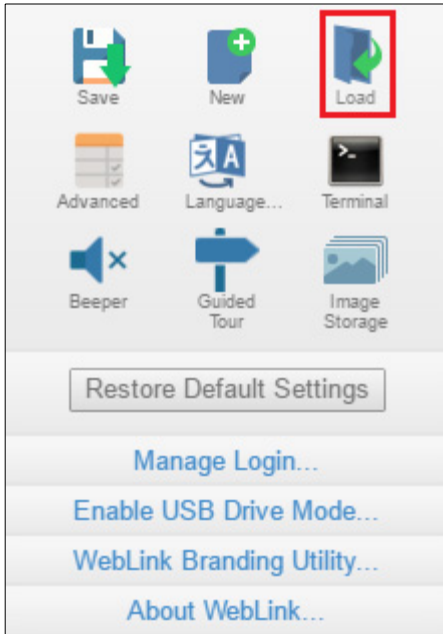 Save New Load
Advanced Language... Terminal
Beeper Guided Tour Image Storage
Restore Default Settings
Manage Login...
Enable USB Drive Mode...
WebLink Branding Utility...
About WebLink...